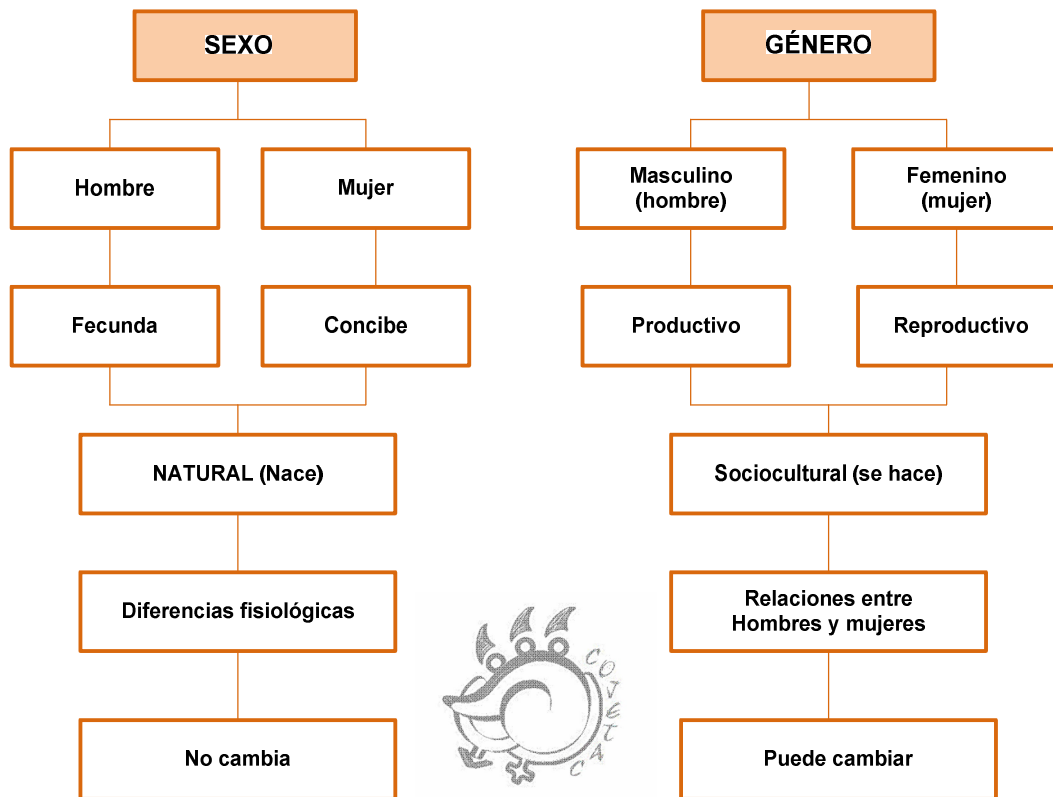 SEXO
Hombre
Mujer
Fecunda
Concibe
NATURAL (Nace)
Diferencias fisiológicas
No cambia
GÉNERO
Masculino
(hombre)
Femenino
(mujer)
Productivo
Reproductivo
Sociocultural (se hace)
Relaciones entre
Hombres y mujeres
Puede cambiar
COJETAC